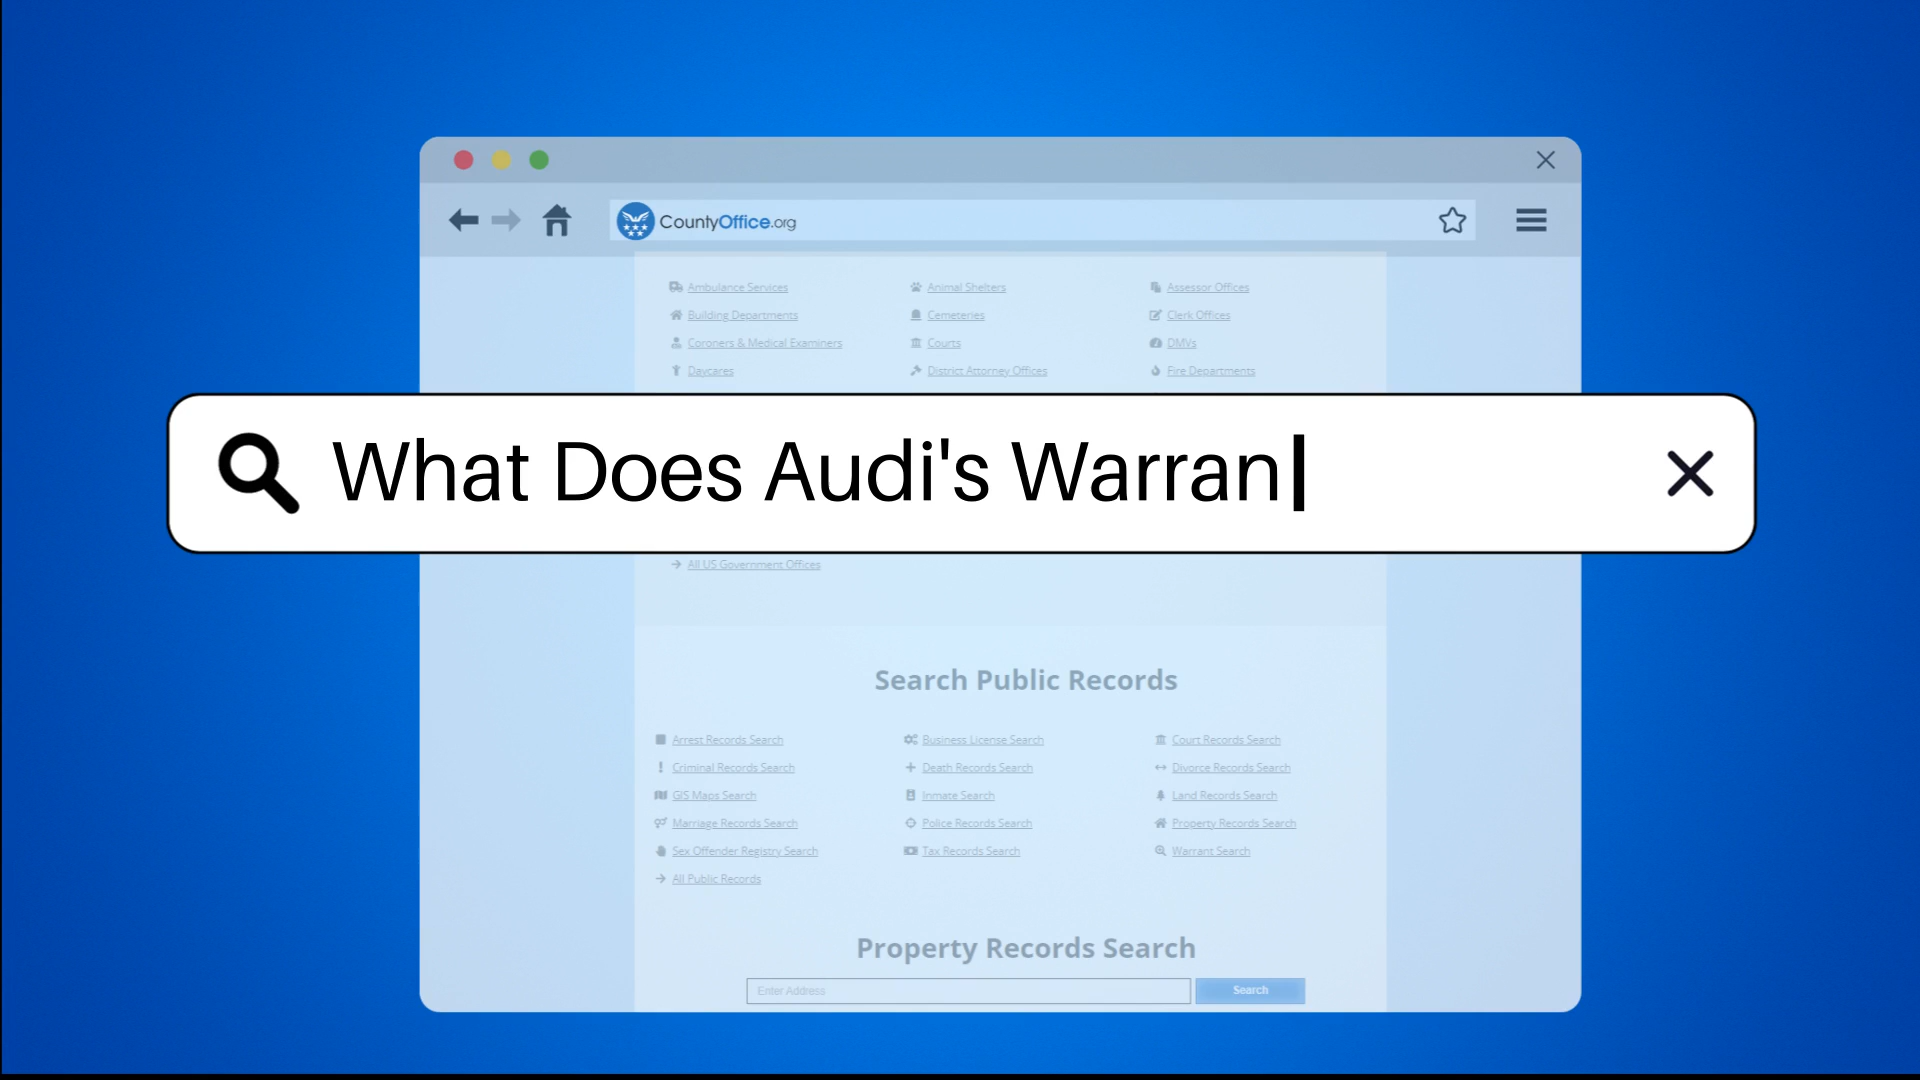 CountyOffice.org
Ambulance Services Animal Shelters Assessor Offices
Building Departments Cemeteries Clerk Offices
Coroners & Medical Examiners Courts DMVs
Daycares District Attorney Offices Fire Departments
What Does Audi's Warran
All US Government Offices
Search Public Records
Arrest Records Search Business License Search Court Records Search
Criminal Records Search Death Records Search Divorce Records Search
GIS Maps Search Inmate Search Land Records Search
Marriage Records Search Police Records Search Property Records Search
Sex Offender Registry Search Tax Records Search Warrant Search
All Public Records
Property Records Search
Enter Address Search